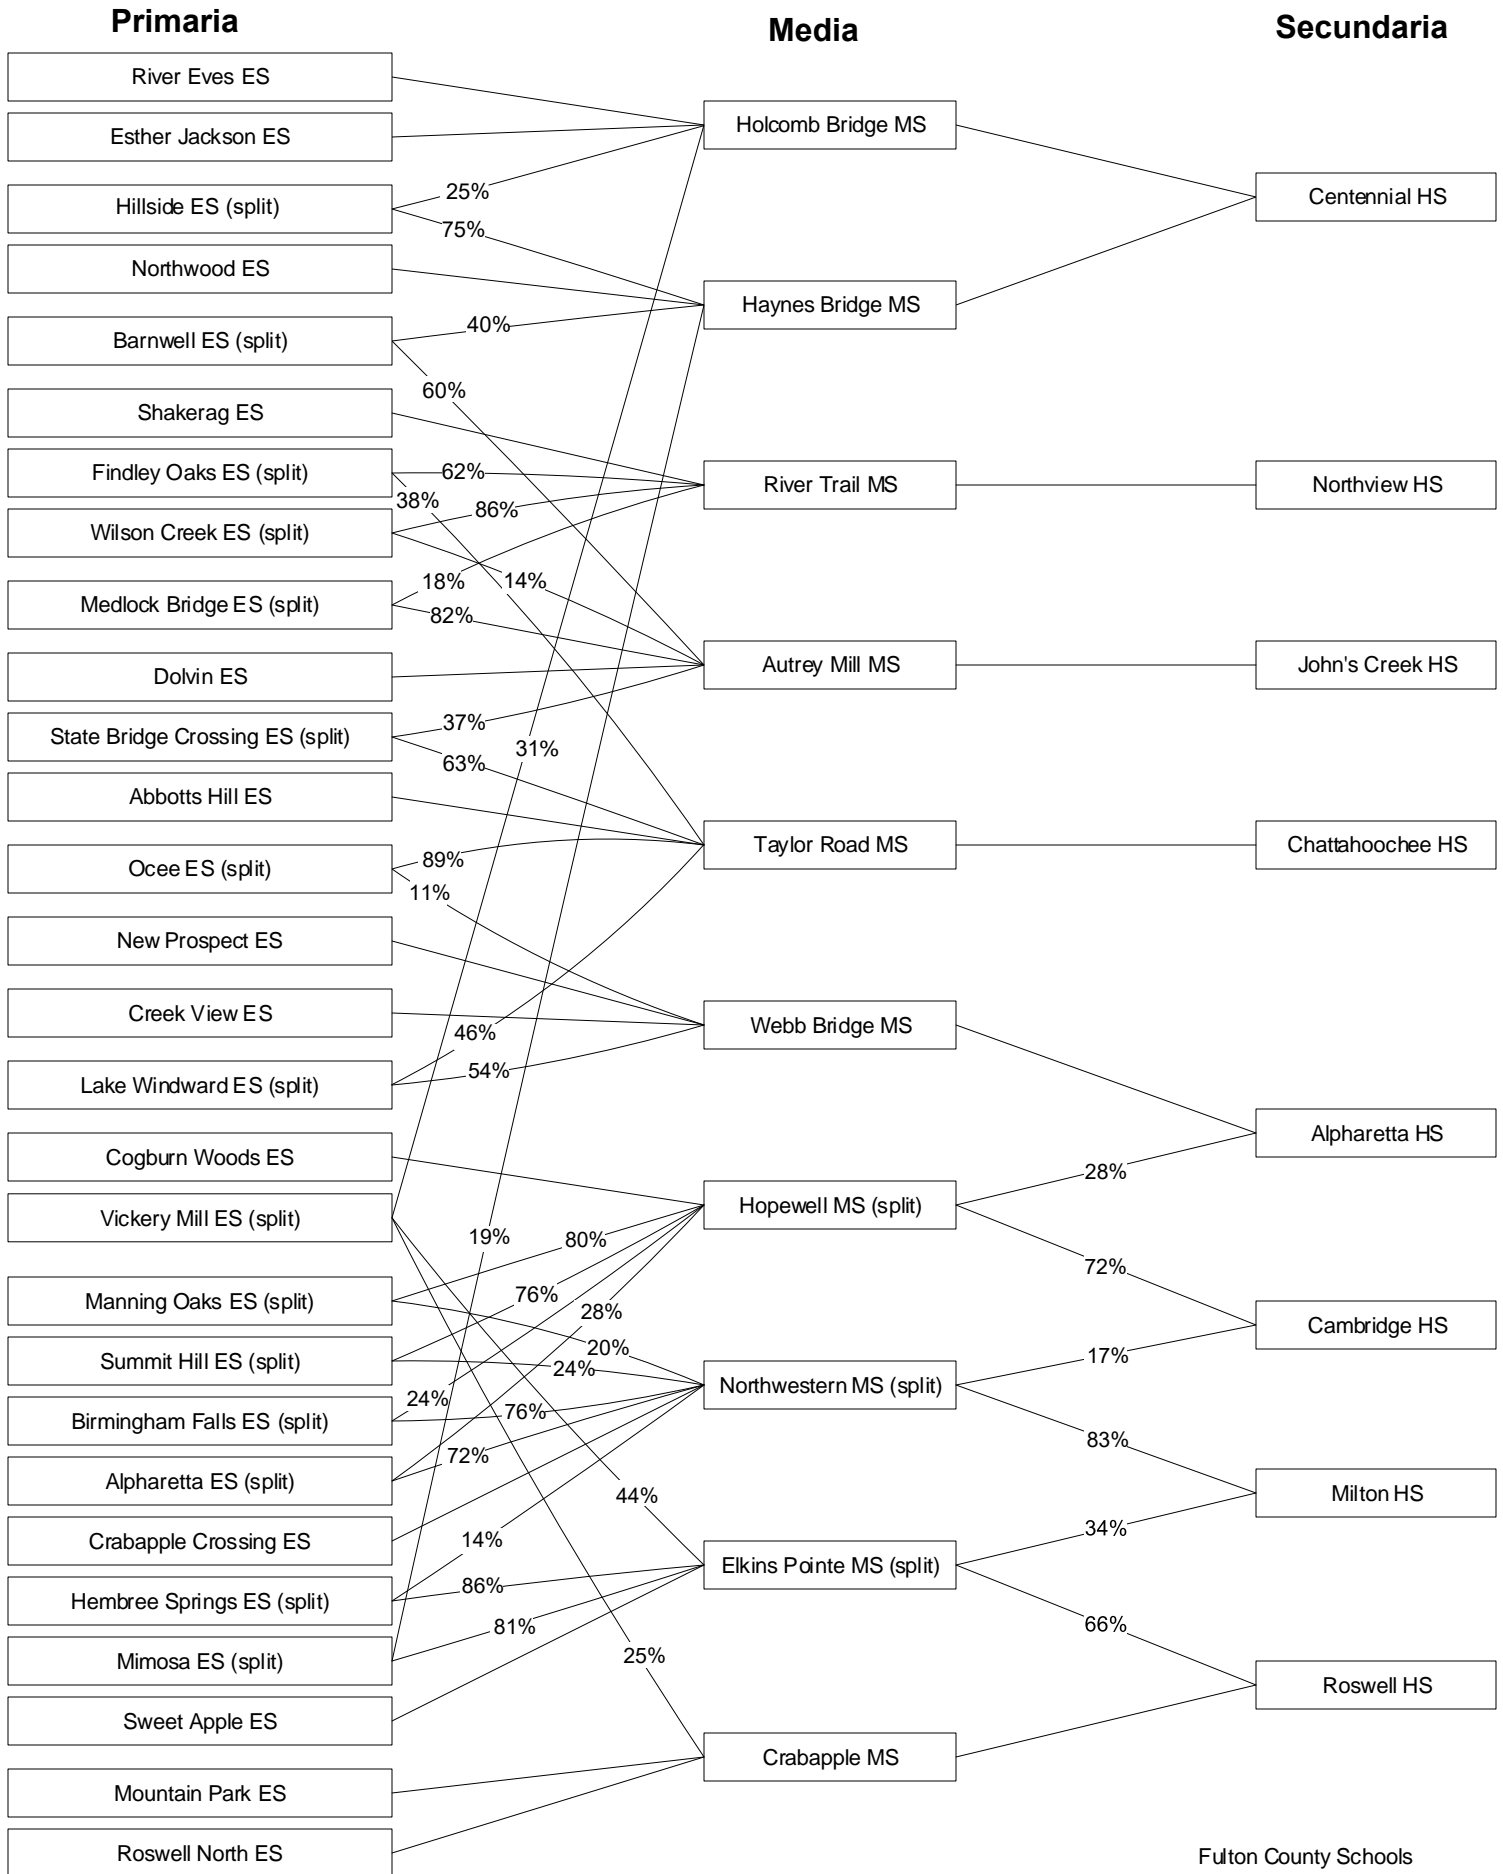 Primaria
Media
Secundaria
River Eves ES
Esther Jackson ES
Hillside ES (split)
Northwood ES
Barnwell ES (split)
Shakerag ES
Findley Oaks ES (split)
Wilson Creek ES (split)
Medlock Bridge ES (split)
Dolvin ES
State Bridge Crossing ES (split)
Abbotts Hill ES
Ocee ES (split)
New Prospect ES
Creek View ES
Lake Windward ES (split)
Cogburn Woods ES
Vickery Mill ES (split)
Manning Oaks ES (split)
Summit Hill ES (split)
Birmingham Falls ES (split)
Alpharetta ES (split)
Crabapple Crossing ES
Hembree Springs ES (split)
Mimosa ES (split)
Sweet Apple ES
Mountain Park ES
Roswell North ES
25%
75%
40%
60%
62%
38%
86%
18%
14%
82%
37%
31%
63%
89%
11%
46%
54%
19%
80%
76%
28%
20%
24%
24%
76%
72%
44%
14%
86%
81%
25%
Holcomb Bridge MS
Haynes Bridge MS
River Trail MS
Autrey Mill MS
Taylor Road MS
Webb Bridge MS
Hopewell MS (split)
Northwestern MS (split)
Elkins Pointe MS (split)
Crabapple MS
28%
72%
17%
83%
34%
66%
Centennial HS
Northview HS
John's Creek HS
Chattahoochee HS
Alpharetta HS
Cambridge HS
Milton HS
Roswell HS
Fulton County Schools